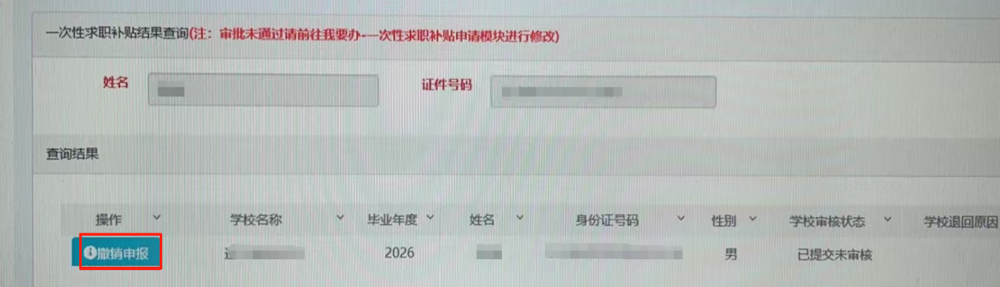 一次性求职补贴结果查询(注：审批未通过请前往我要办-一次性求职补贴申请模块进行修改)
姓名 证件号码
查询结果
操作 学校名称 毕业年度 姓名 身份证号码 性别 学校审核状态 学校退回原因
撤销申报 2026 男 已提交未审核